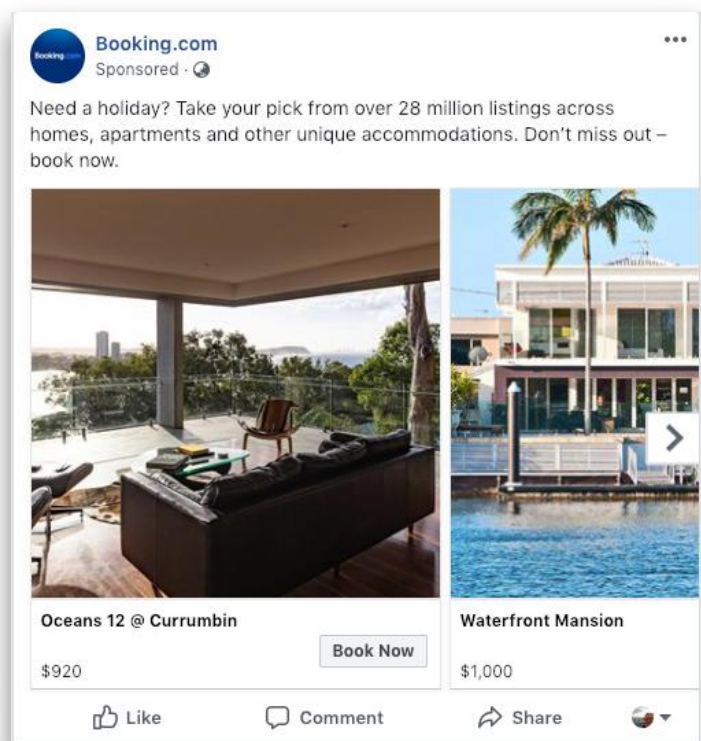 Booking.com
Booking.com
Sponsored ·
Need a holiday? Take your pick from over 28 million listings across
homes, apartments and other unique accommodations. Don't miss out –
book now.
Oceans 12 @ Currumbin
Book Now
$920
Waterfront Mansion
$1,000
Like
Comment
Share